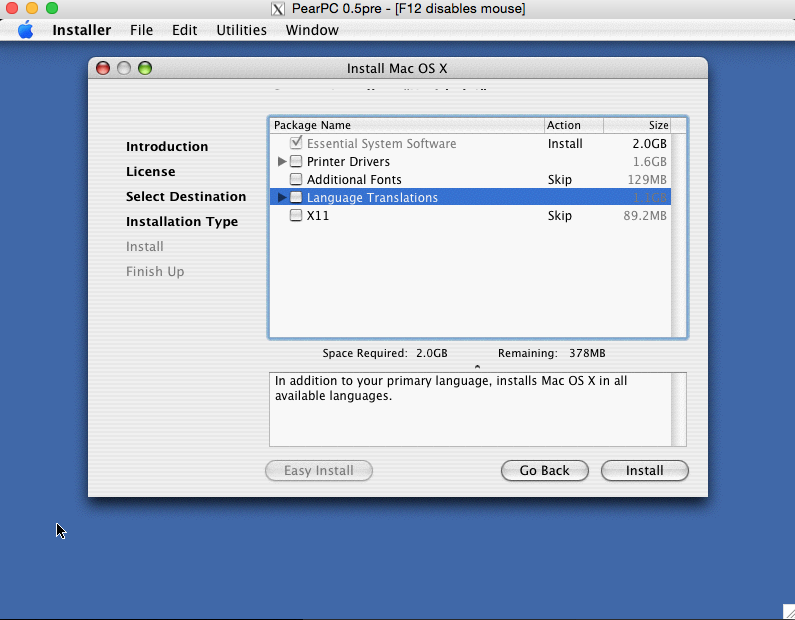 PearPC 0.5pre - [F12 disables mouse]
Installer File Edit Utilities Window
Install Mac OS X
Introduction
License
Select Destination
Installation Type
Install
Finish Up
Package Name Action Size
Essential System Software Install 2.0GB
Printer Drivers 1.6GB
Additional Fonts Skip 129MB
Language Translations 1.1GB
X11 Skip 89.2MB
Space Required: 2.0GB Remaining: 378MB
In addition to your primary language, installs Mac OS X in all
available languages.
Easy Install Go Back Install